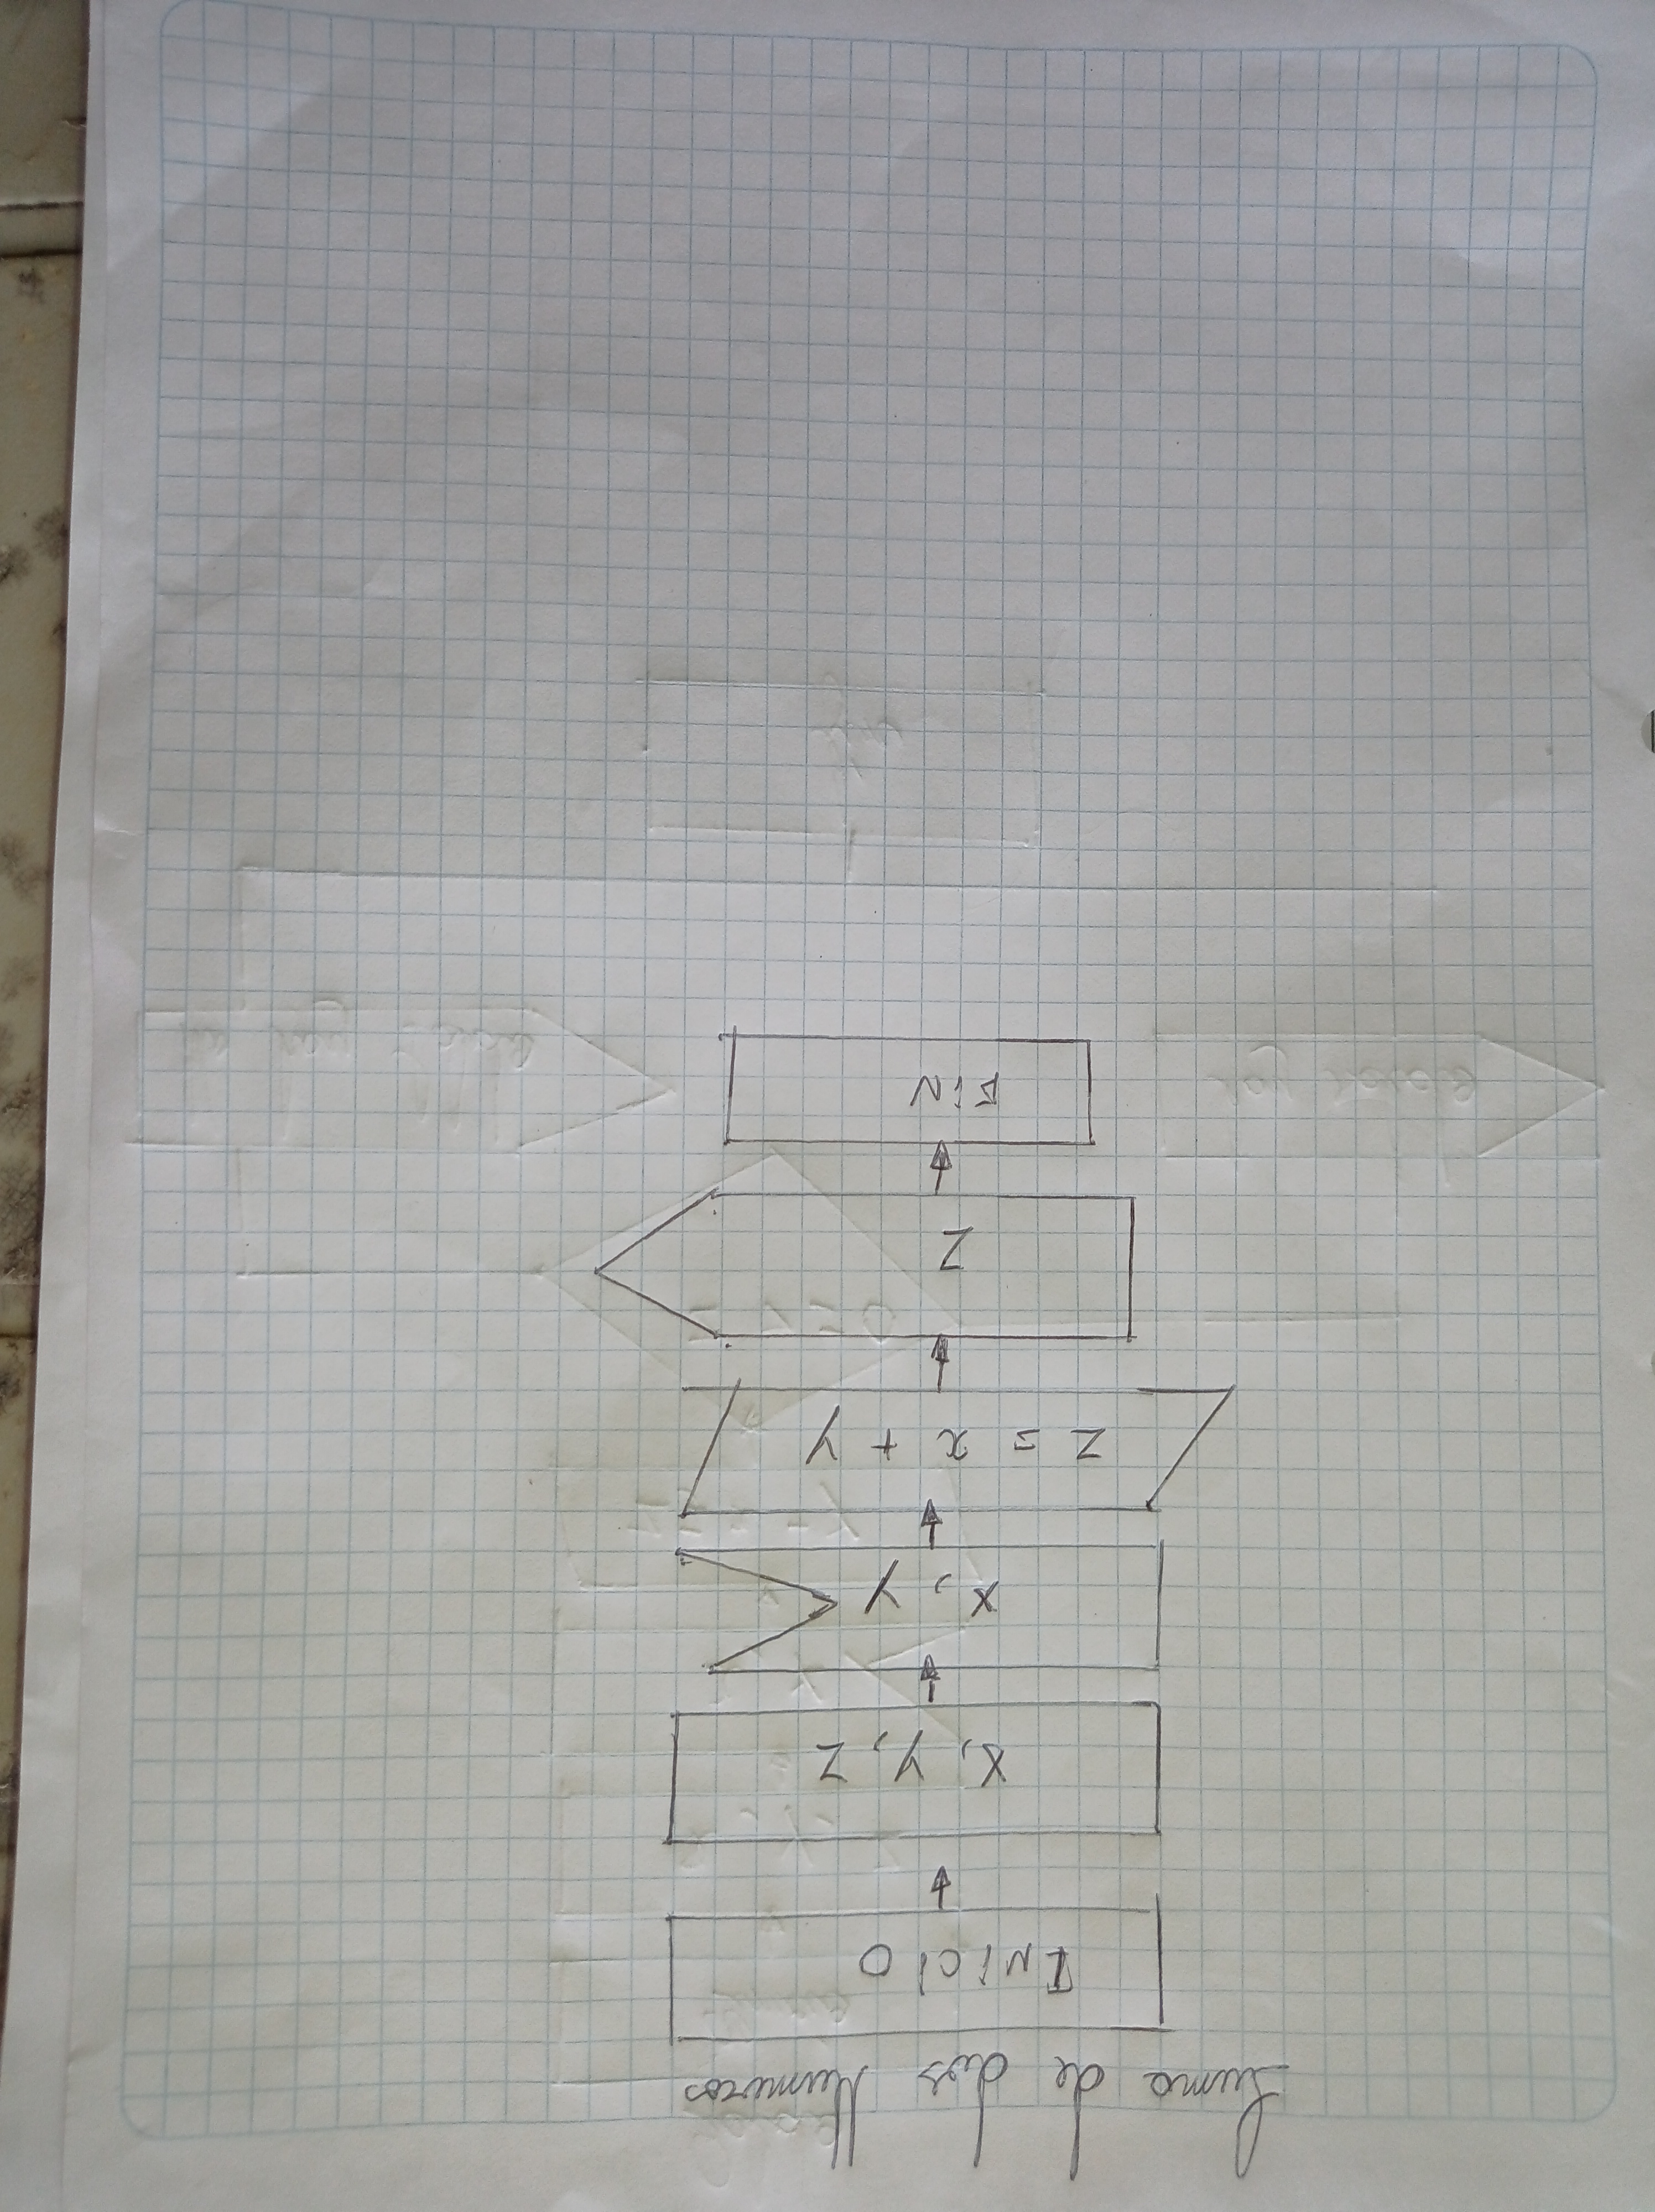 Suma de dos Numeros
INICIO
X, Y, Z
X, Y
Z = x + y
Z
FiN